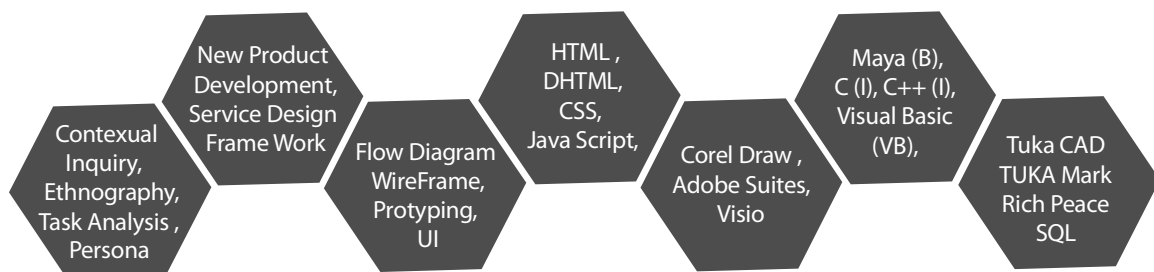 Contexual
Inquiry,
Ethnography,
Task Analysis ,
Persona
New Product
Development,
Service Design
Frame Work
Flow Diagram
WireFrame,
Protyping,
UI
HTML ,
DHTML,
CSS,
Java Script,
Corel Draw ,
Adobe Suites,
Visio
Maya (B),
C (I), C++ (I),
Visual Basic
(VB),
Tuka CAD
TUKA Mark
Rich Peace
SQL